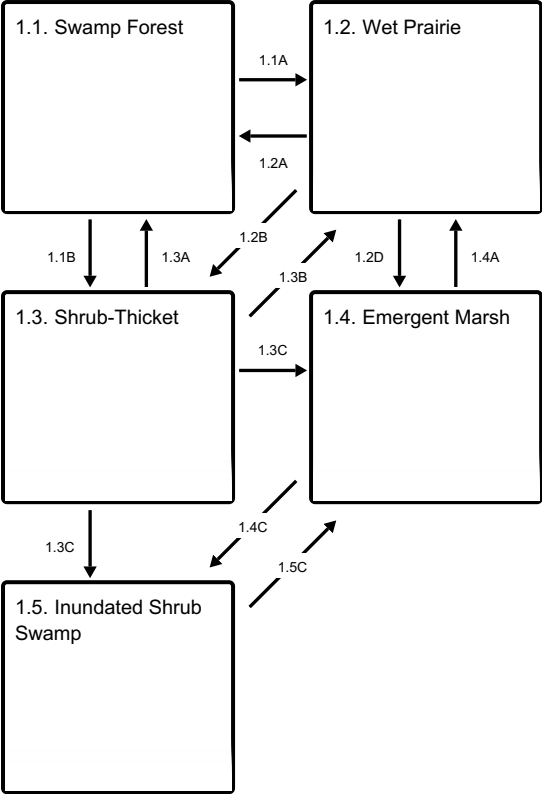 1.1. Swamp Forest
1.2. Wet Prairie
1.1A
1.2A
1.2B
1.1B
1.3A
1.3B
1.2D
1.4A
1.3. Shrub-Thicket
1.4. Emergent Marsh
1.3C
1.4C
1.3C
1.5C
1.5. Inundated Shrub
Swamp